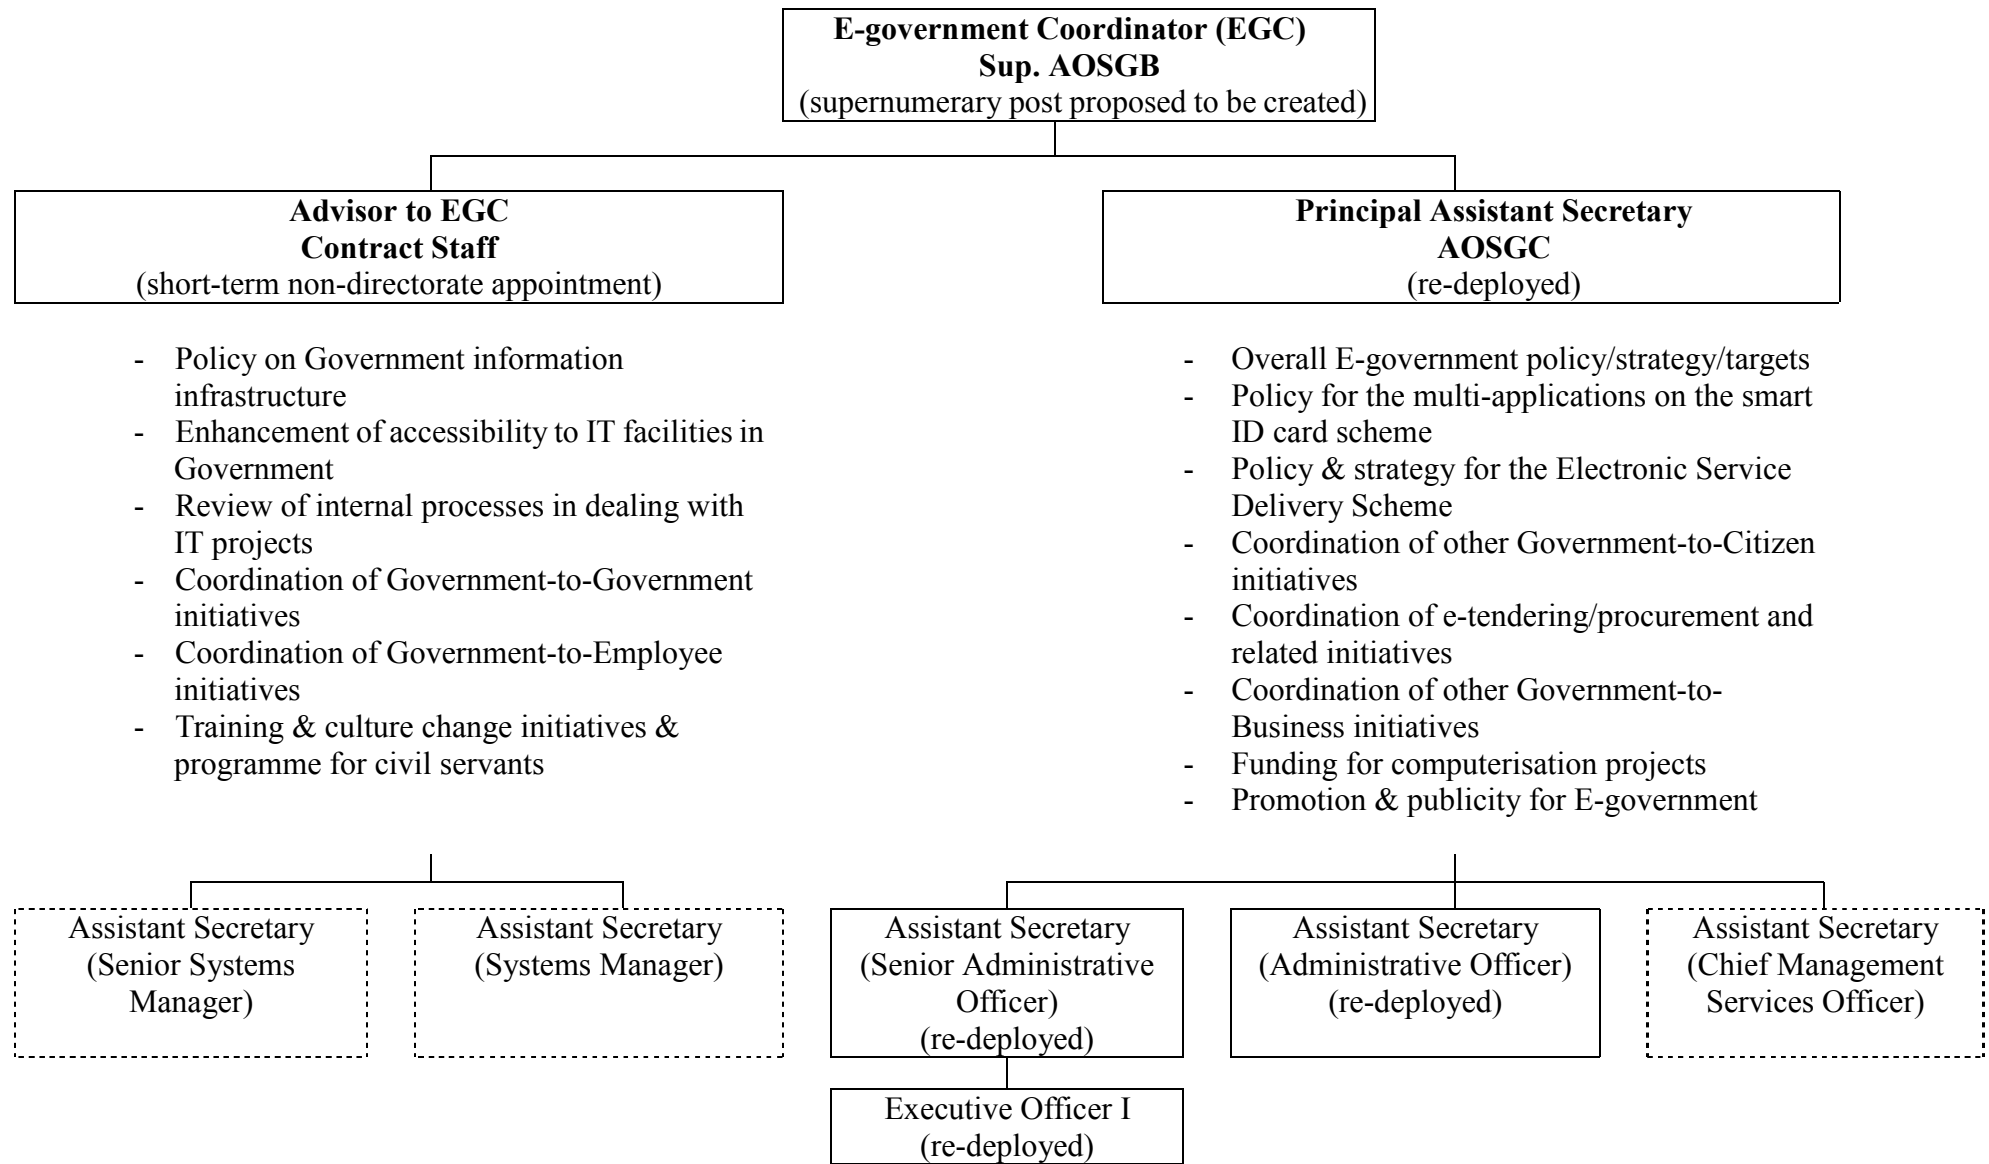 E-government Coordinator (EGC)
Sup. AOSGB
(supernumerary post proposed to be created)
Advisor to EGC
Contract Staff
(short-term non-directorate appointment)
Principal Assistant Secretary
AOSGC
(re-deployed)
- Policy on Government information
infrastructure
- Enhancement of accessibility to IT facilities in
Government
- Review of internal processes in dealing with
IT projects
- Coordination of Government-to-Government
initiatives
- Coordination of Government-to-Employee
initiatives
- Training & culture change initiatives &
programme for civil servants
- Overall E-government policy/strategy/targets
- Policy for the multi-applications on the smart
ID card scheme
- Policy & strategy for the Electronic Service
Delivery Scheme
- Coordination of other Government-to-Citizen
initiatives
- Coordination of e-tendering/procurement and
related initiatives
- Coordination of other Government-to-
Business initiatives
- Funding for computerisation projects
- Promotion & publicity for E-government
Assistant Secretary
(Senior Systems
Manager)
Assistant Secretary
(Systems Manager)
Assistant Secretary
(Senior Administrative
Officer)
(re-deployed)
Assistant Secretary
(Administrative Officer)
(re-deployed)
Assistant Secretary
(Chief Management
Services Officer)
Executive Officer I
(re-deployed)